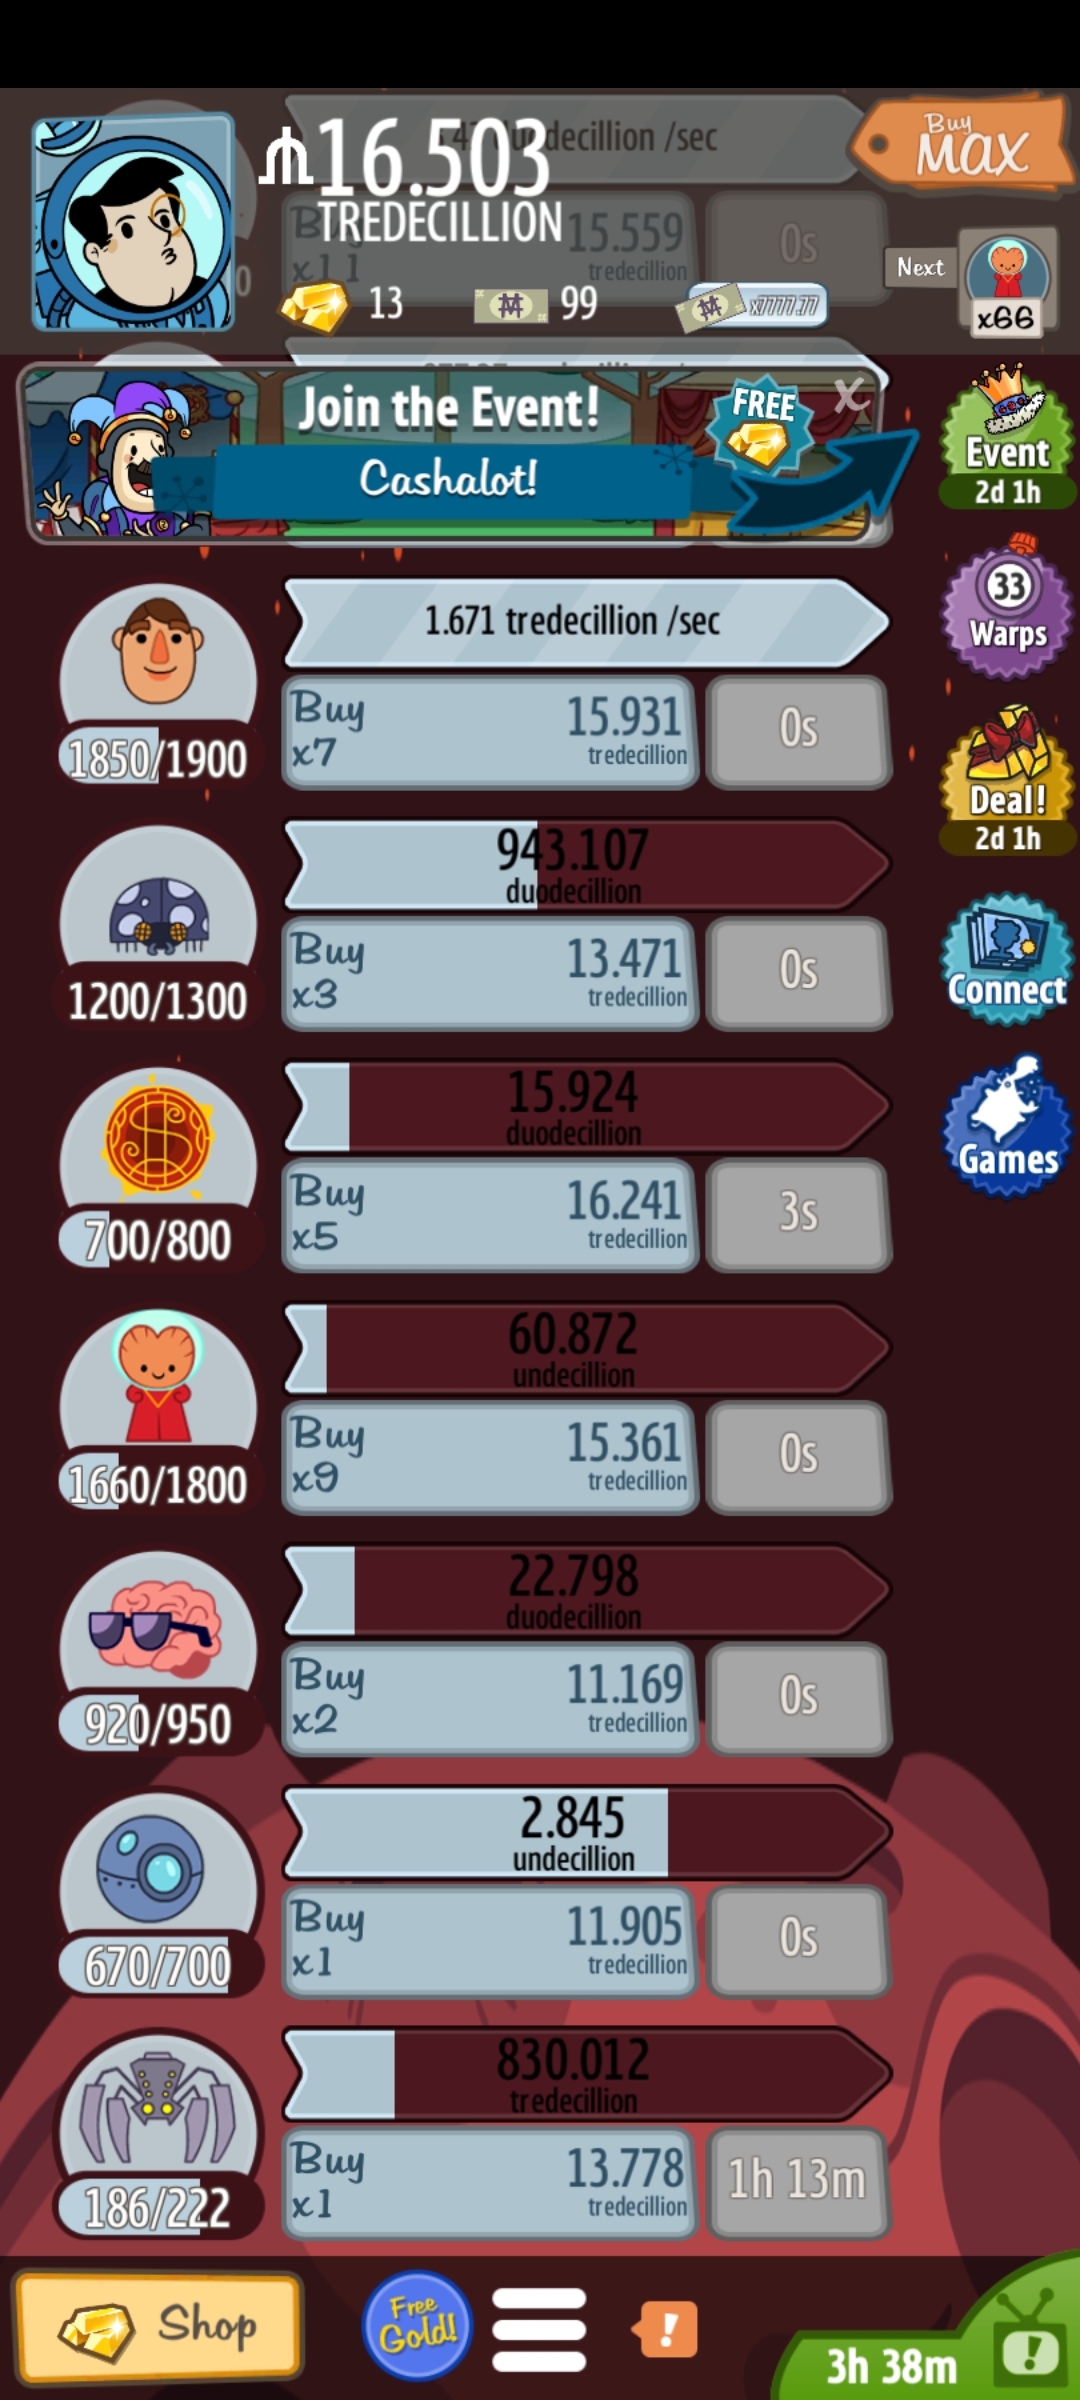 duodecillion /sec
16.503
TREDECILLION
Buy
MAX
x11
15.559
tredecillion
0s
Next
x66
13
99
x7777.77
Join the Event!
FREE
X
Cashalot!
Event
2d 1h
1.671 tredecillion /sec
1850/1900
Buy
x7
15.931
tredecillion
0s
33
Warps
943.107
duodecillion
1200/1300
Buy
x3
13.471
tredecillion
0s
Deal!
2d 1h
15.924
duodecillion
700/800
Buy
x5
16.241
tredecillion
3s
Connect
Games
60.872
undecillion
1660/1800
Buy
x9
15.361
tredecillion
0s
22.798
duodecillion
920/950
Buy
x2
11.169
tredecillion
0s
2.845
undecillion
670/700
Buy
x1
11.905
tredecillion
0s
830.012
tredecillion
186/222
Buy
x1
13.778
tredecillion
1h 13m
Shop
Free
Gold!
!
3h 38m
!